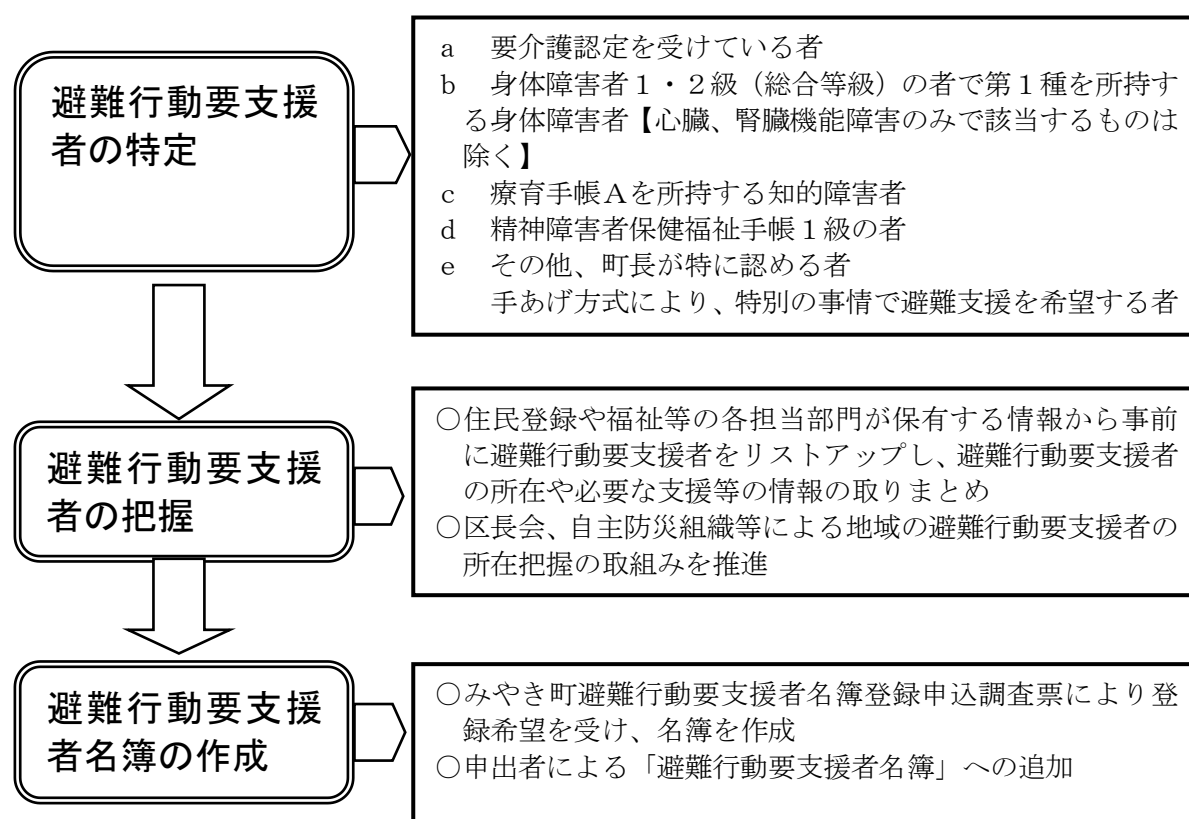 避難行動要支援
者の特定
a　要介護認定を受けている者
b　身体障害者１・２級（総合等級）の者で第１種を所持す
る身体障害者【心臓、腎臓機能障害のみで該当するものは
除く】
c　療育手帳Ａを所持する知的障害者
d　精神障害者保健福祉手帳１級の者
e　その他、町長が特に認める者
手あげ方式により、特別の事情で避難支援を希望する者
避難行動要支援
者の把握
○住民登録や福祉等の各担当部門が保有する情報から事前
に避難行動要支援者をリストアップし、避難行動要支援者
の所在や必要な支援等の情報の取りまとめ
○区長会、自主防災組織等による地域の避難行動要支援者の
所在把握の取組みを推進
避難行動要支援
者名簿の作成
○みやき町避難行動要支援者名簿登録申込調査票により登
録希望を受け、名簿を作成
○申出者による「避難行動要支援者名簿」への追加